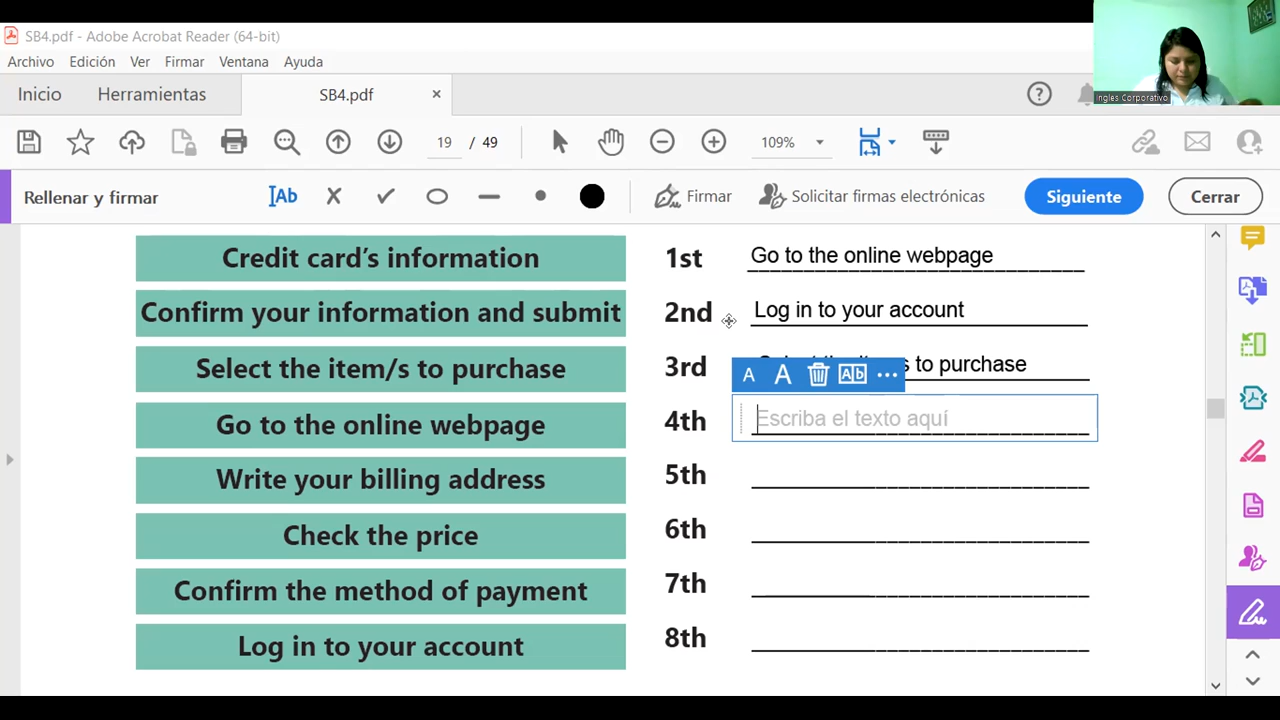 SB4.pdf - Adobe Acrobat Reader (64-bit)
Archivo Edición Ver Firmar Ventana Ayuda
Inicio Herramientas SB4.pdf
19 / 49 109%
Ingles Corporativo
Rellenar y firmar Ab Firmar Solicitar firmas electrónicas Siguiente Cerrar
Credit card's information
Confirm your information and submit
Select the item/s to purchase
Go to the online webpage
Write your billing address
Check the price
Confirm the method of payment
Log in to your account
1st Go to the online webpage
2nd Log in to your account
3rd to purchase
A A Ab
4th Escriba el texto aquí
5th
6th
7th
8th